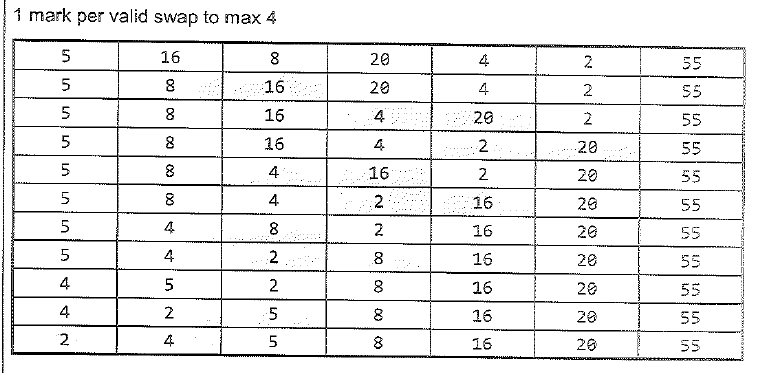 1 mark per valid swap to max 4
5 16 8 20 4 2 55
5 8 16 20 4 2 55
5 8 16 4 20 2 55
5 8 16 4 2 20 55
5 8 4 16 2 20 55
5 8 4 2 16 20 55
5 4 8 2 16 20 55
5 4 2 8 16 20 55
4 5 2 8 16 20 55
4 2 5 8 16 20 55
2 4 5 8 16 20 55